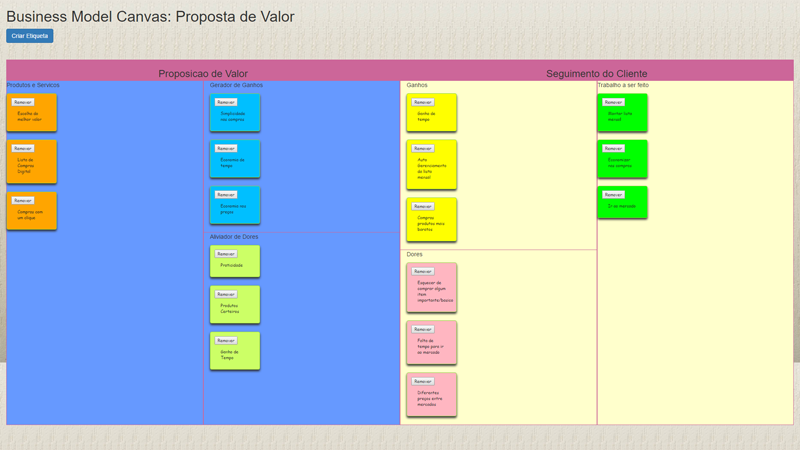 Business Model Canvas: Proposta de Valor
Criar Etiqueta
Proposicao de Valor
Seguimento do Cliente
Produtos e Servicos
Remover
Escolha do
melhor valor
Remover
Lista de
Compras
Digital
Remover
Compras com
um clique
Gerador de Ganhos
Remover
Simplicidade
nas compras
Remover
Economia de
tempo
Remover
Economia nos
preços
Aliviador de Dores
Remover
Praticidade
Remover
Produtos
Certeiros
Remover
Ganho de
Tempo
Ganhos
Remover
Ganho de
tempo
Remover
Auto
Gerenciamento
da lista
mensal
Remover
Compras
produtos mais
baratos
Dores
Remover
Esquecer de
comprar algum
item
importante/basico
Remover
Falta de
tempo para ir
ao mercado
Remover
Diferentes
preços entre
mercados
Trabalho a ser feito
Remover
Manter lista
mensal
Remover
Economizar
nas compras
Remover
Ir ao mercado